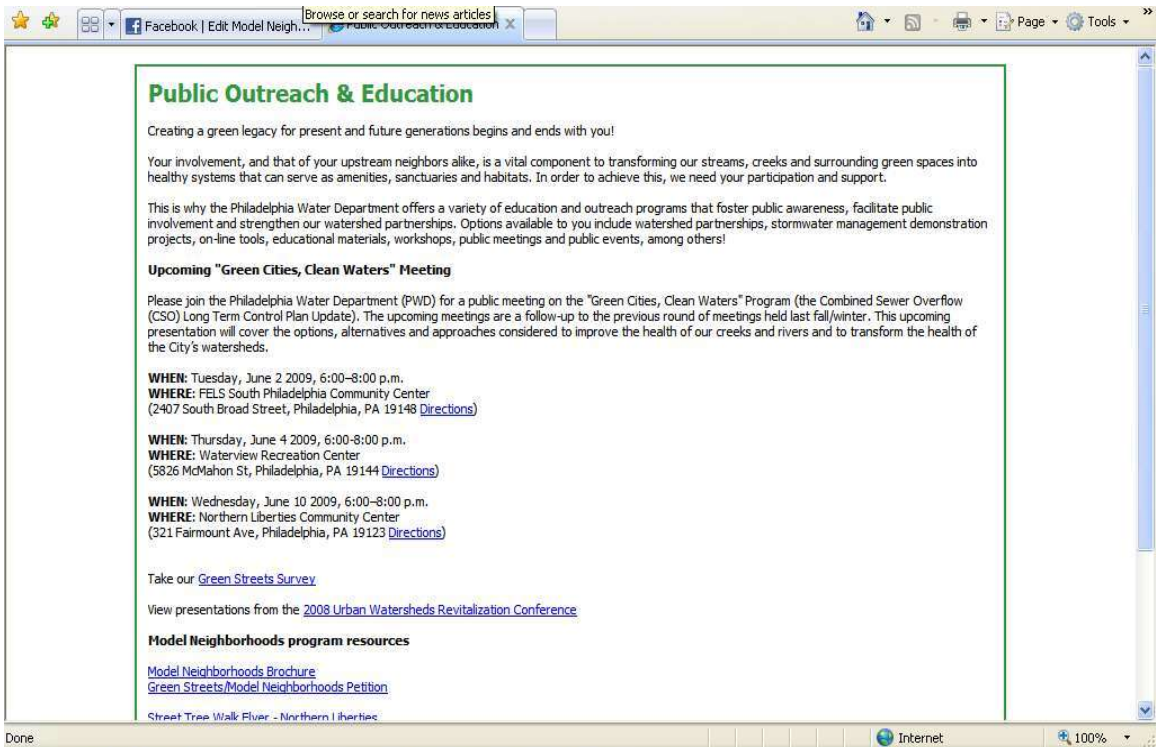 Browse or search for news articles
Facebook | Edit Model Neigh...
Public Outreach & Education
Page
Tools
Public Outreach & Education
Creating a green legacy for present and future generations begins and ends with you!
Your involvement, and that of your upstream neighbors alike, is a vital component to transforming our streams, creeks and surrounding green spaces into
healthy systems that can serve as amenities, sanctuaries and habitats. In order to achieve this, we need your participation and support.
This is why the Philadelphia Water Department offers a variety of education and outreach programs that foster public awareness, facilitate public
involvement and strengthen our watershed partnerships. Options available to you include watershed partnerships, stormwater management demonstration
projects, on-line tools, educational materials, workshops, public meetings and public events, among others!
Upcoming "Green Cities, Clean Waters" Meeting
Please join the Philadelphia Water Department (PWD) for a public meeting on the "Green Cities, Clean Waters" Program (the Combined Sewer Overflow
(CSO) Long Term Control Plan Update). The upcoming meetings are a follow-up to the previous round of meetings held last fall/winter. This upcoming
presentation will cover the options, alternatives and approaches considered to improve the health of our creeks and rivers and to transform the health of
the City's watersheds.
WHEN: Tuesday, June 2 2009, 6:00–8:00 p.m.
WHERE: FELS South Philadelphia Community Center
(2407 South Broad Street, Philadelphia, PA 19148 Directions)
WHEN: Thursday, June 4 2009, 6:00-8:00 p.m.
WHERE: Waterview Recreation Center
(5826 McMahon St, Philadelphia, PA 19144 Directions)
WHEN: Wednesday, June 10 2009, 6:00–8:00 p.m.
WHERE: Northern Liberties Community Center
(321 Fairmount Ave, Philadelphia, PA 19123 Directions)
Take our Green Streets Survey
View presentations from the 2008 Urban Watersheds Revitalization Conference
Model Neighborhoods program resources
Model Neighborhoods Brochure
Green Streets/Model Neighborhoods Petition
Street Tree Walk Flyer - Northern Liberties
Done
Internet
100%